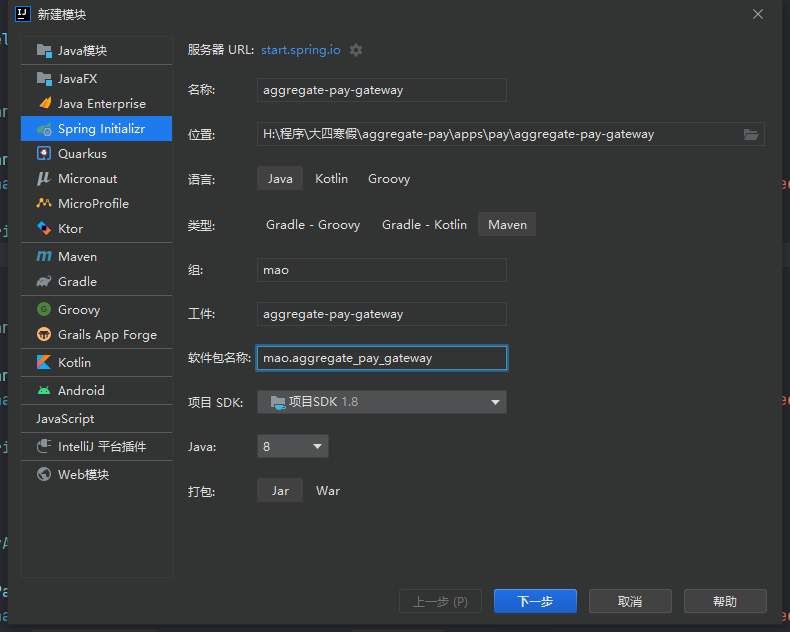 新建模块
Java模块
JavaFX
Java Enterprise
Spring Initializr
Quarkus
Micronaut
MicroProfile
Ktor
Maven
Gradle
Groovy
Grails App Forge
Kotlin
Android
JavaScript
IntelliJ 平台插件
Web模块
服务器 URL: start.spring.io
名称: aggregate-pay-gateway
位置: H:\程序\大四寒假\aggregate-pay\apps\pay\aggregate-pay-gateway
语言: Java Kotlin Groovy
类型: Gradle - Groovy Gradle - Kotlin Maven
组: mao
工件: aggregate-pay-gateway
软件包名称: mao.aggregate_pay_gateway
项目 SDK: 项目SDK 1.8
Java: 8
打包: Jar War
上一步 (P) 下一步 取消 帮助